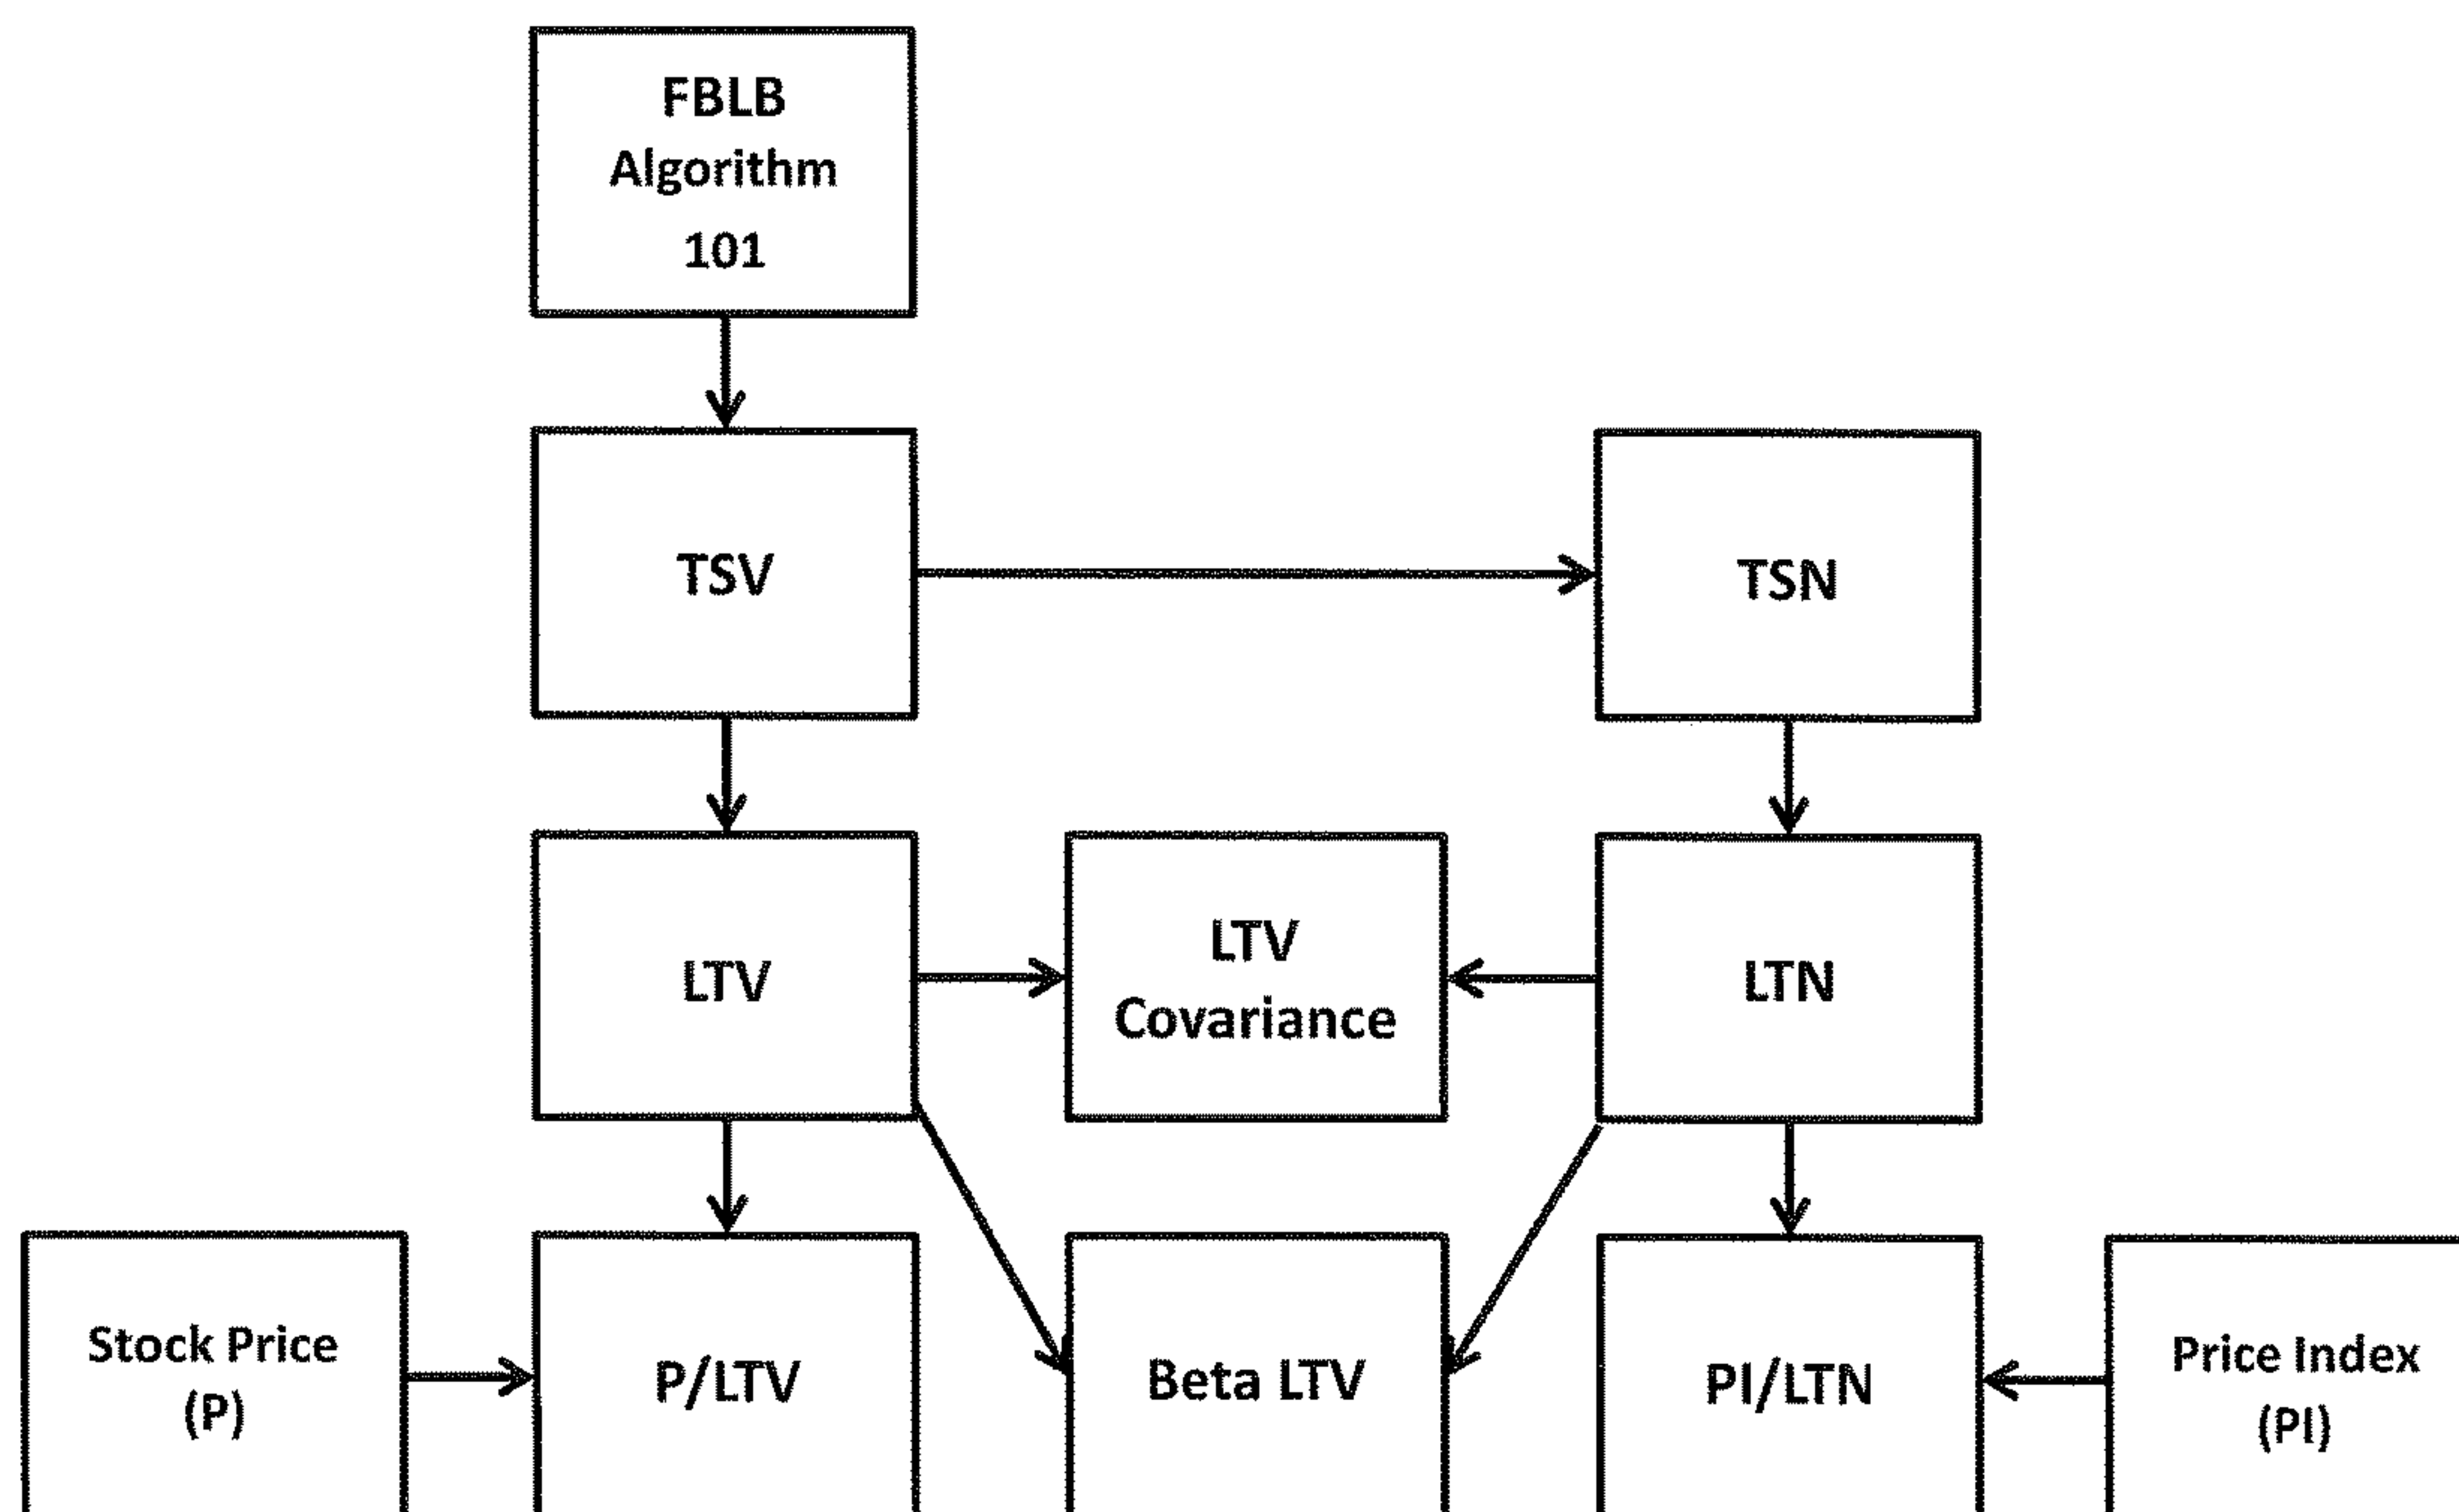 FBLB
Algorithm
101
TSV
TSN
LTV
LTV
Covariance
LTN
Stock Price
(P)
P/LTV
Beta LTV
PI/LTN
Price Index
(PI)